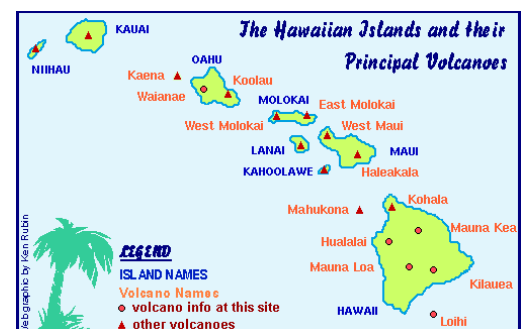 The Hawaiian Islands and their
Principal Volcanoes
KAUAI
NIIHAU
OAHU
Kaena
Koolau
Waianae
MOLOKAI
East Molokai
West Molokai
West Maui
LANAI
MAUI
KAHOOLAWE
Haleakala
Kohala
Mahukona
Mauna Kea
Hualalai
Mauna Loa
Kilauea
HAWAII
Loihi
LEGEND
ISLAND NAMES
Volcano Names
volcano info at this site
other volcanoes
Webgraphic by Ken Rubin